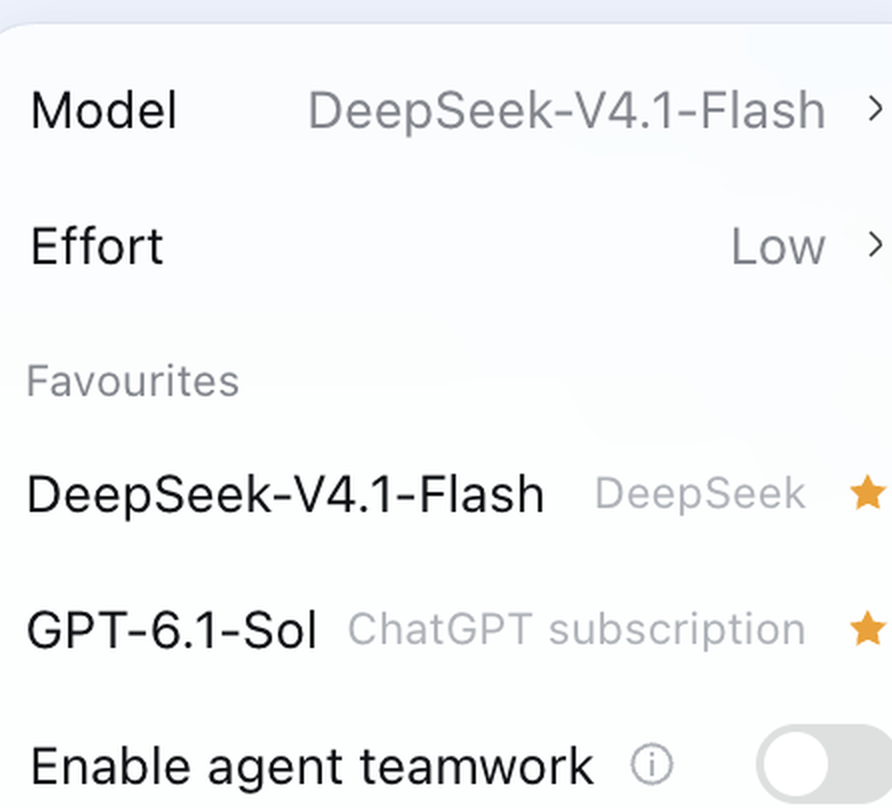 Model DeepSeek-V4.1-Flash
Effort Low
Favourites
DeepSeek-V4.1-Flash DeepSeek
GPT-6.1-Sol ChatGPT subscription
Enable agent teamwork